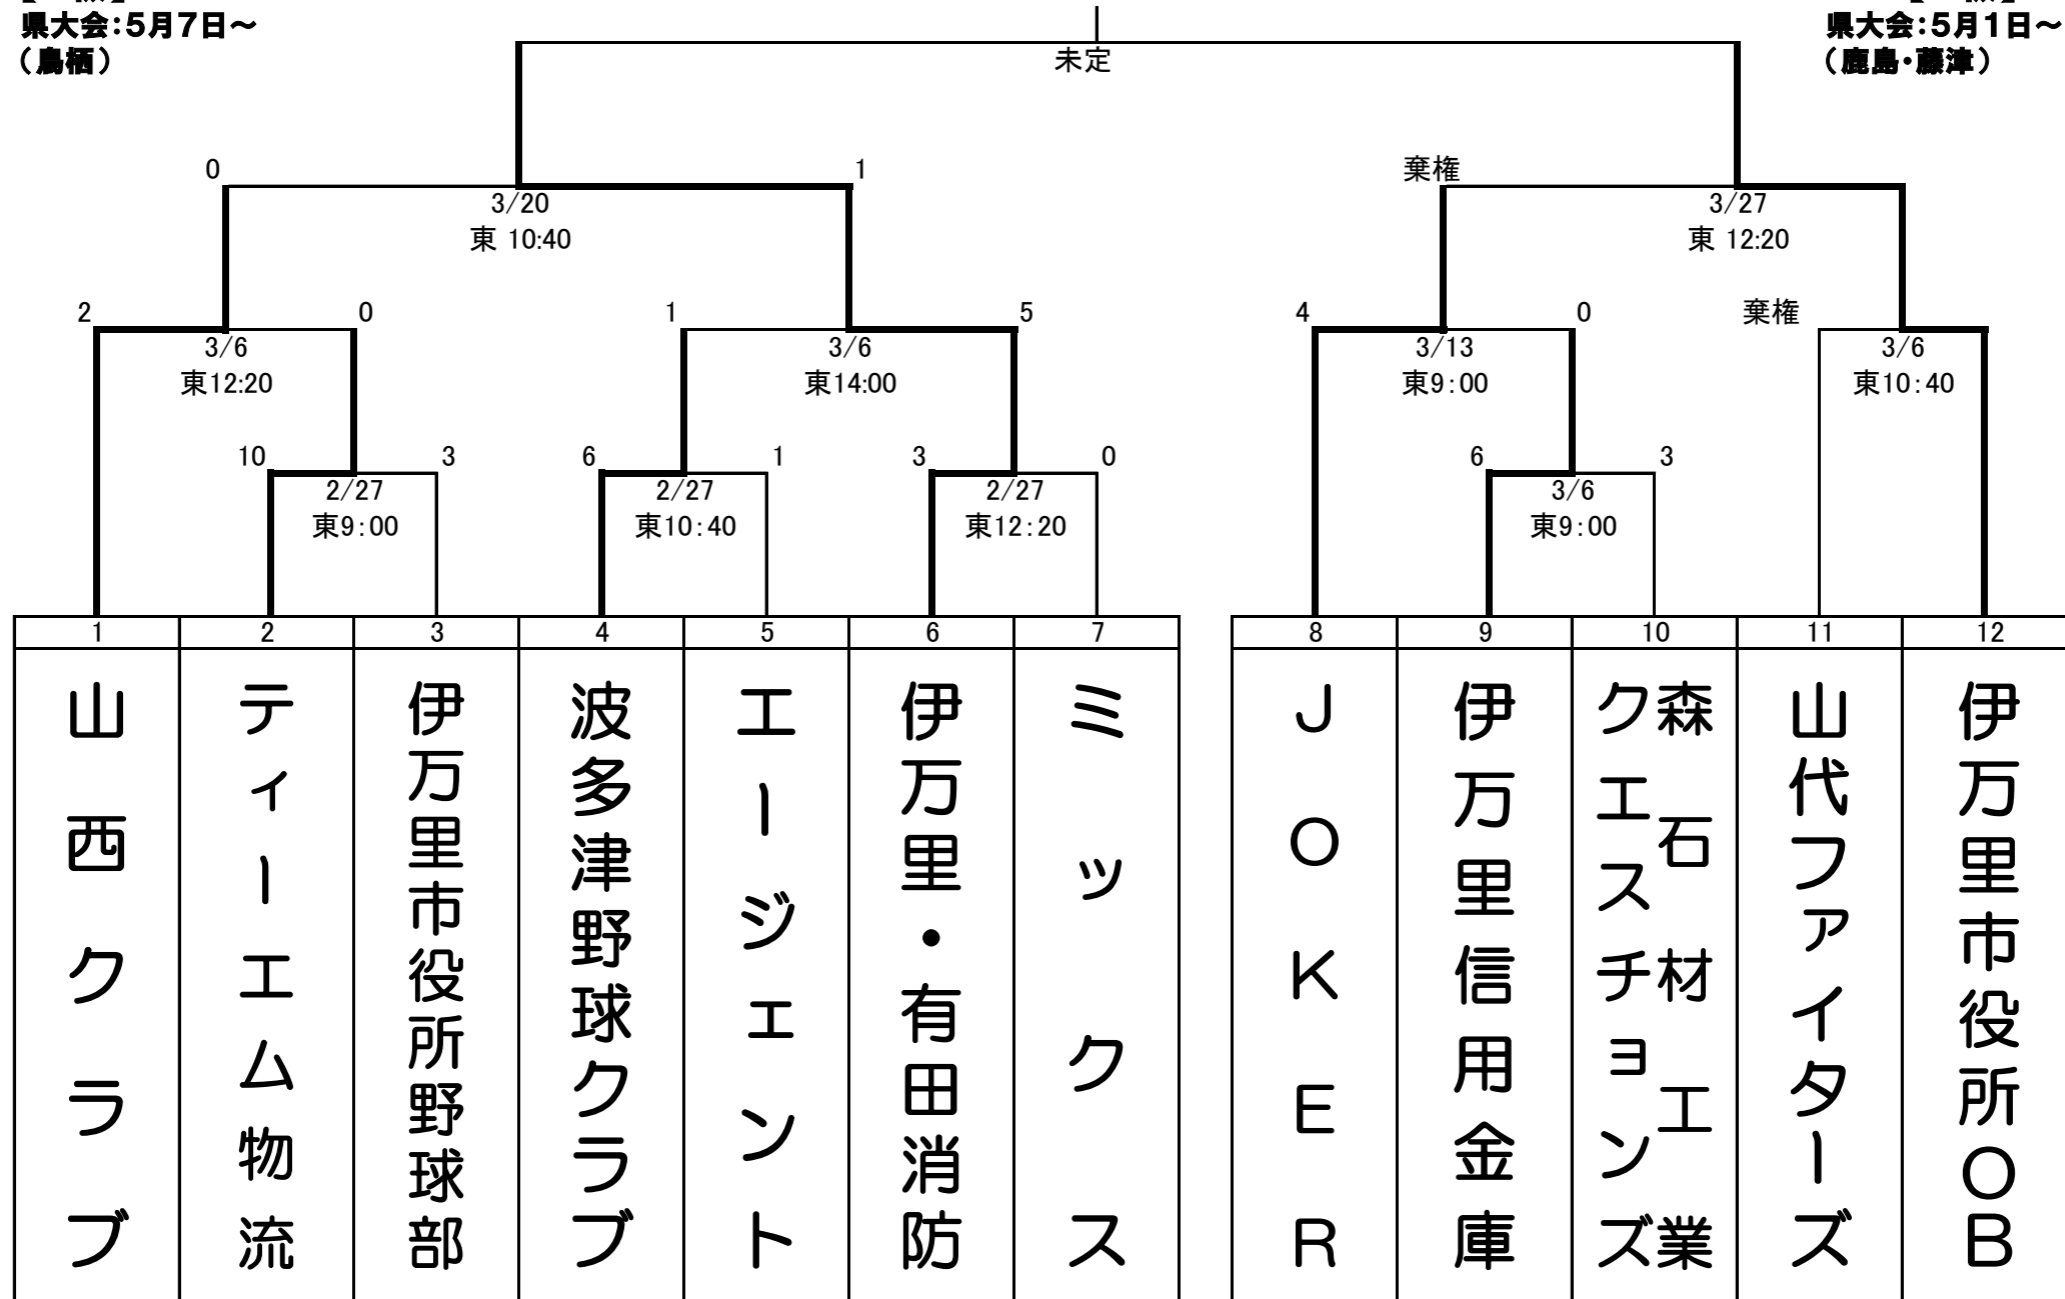 県大会:5月7日～
（鳥栖）
県大会:5月1日～
（鹿島・藤津）
未定
0
1
棄権
3/20
東 10:40
3/27
東 12:20
2
0
1
5
4
0
棄権
3/6
東12:20
3/6
東14:00
3/13
東9:00
3/6
東10:40
10
3
6
1
3
0
6
3
2/27
東9:00
2/27
東10:40
2/27
東12:20
3/6
東9:00
1
2
3
4
5
6
7
8
9
10
11
12
山西クラブ
ティーエム物流
伊万里市役所野球部
波多津野球クラブ
エージェント
伊万里・有田消防
ミックス
JOKER
伊万里信用金庫
森石材工業
クエスチョンズ
山代ファイターズ
伊万里市役所OB